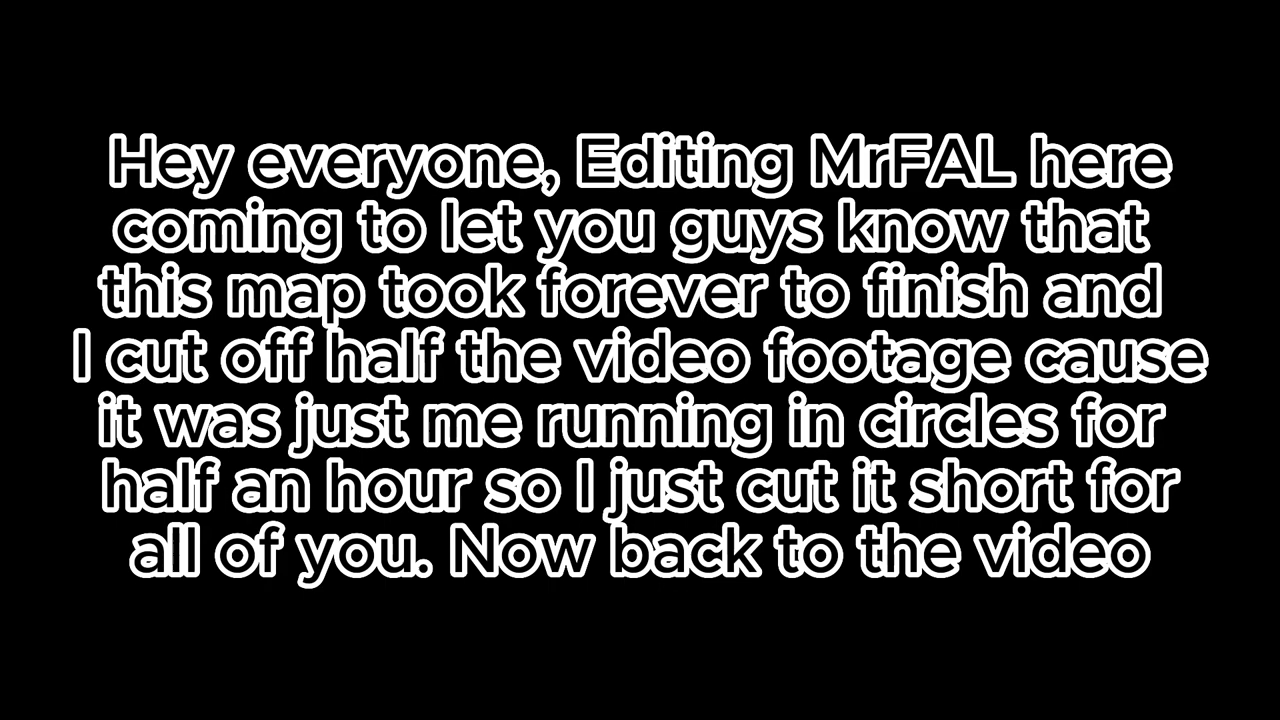 Hey everyone, Editing MrFAL here
coming to let you guys know that
this map took forever to finish and
I cut off half the video footage cause
it was just me running in circles for
half an hour so I just cut it short for
all of you. Now back to the video